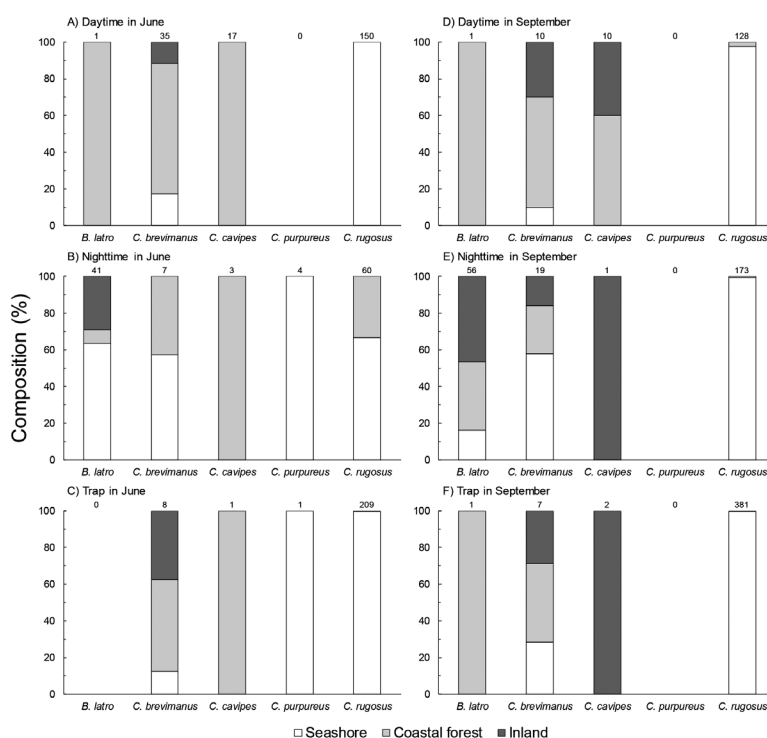 A) Daytime in June
1 35 17 0 150
100
80
60
40
20
0
B. latro C. brevimanus C. cavipes C. purpureus C. rugosus
D) Daytime in September
1 10 10 0 128
100
80
60
40
20
0
B. latro C. brevimanus C. cavipes C. purpureus C. rugosus
B) Nighttime in June
41 7 3 4 60
100
80
60
40
20
0
B. latro C. brevimanus C. cavipes C. purpureus C. rugosus
E) Nighttime in September
56 19 1 0 173
100
80
60
40
20
0
B. latro C. brevimanus C. cavipes C. purpureus C. rugosus
Composition (%)
C) Trap in June
0 8 1 1 209
100
80
60
40
20
0
B. latro C. brevimanus C. cavipes C. purpureus C. rugosus
F) Trap in September
1 7 2 0 381
100
80
60
40
20
0
B. latro C. brevimanus C. cavipes C. purpureus C. rugosus
Seashore Coastal forest Inland